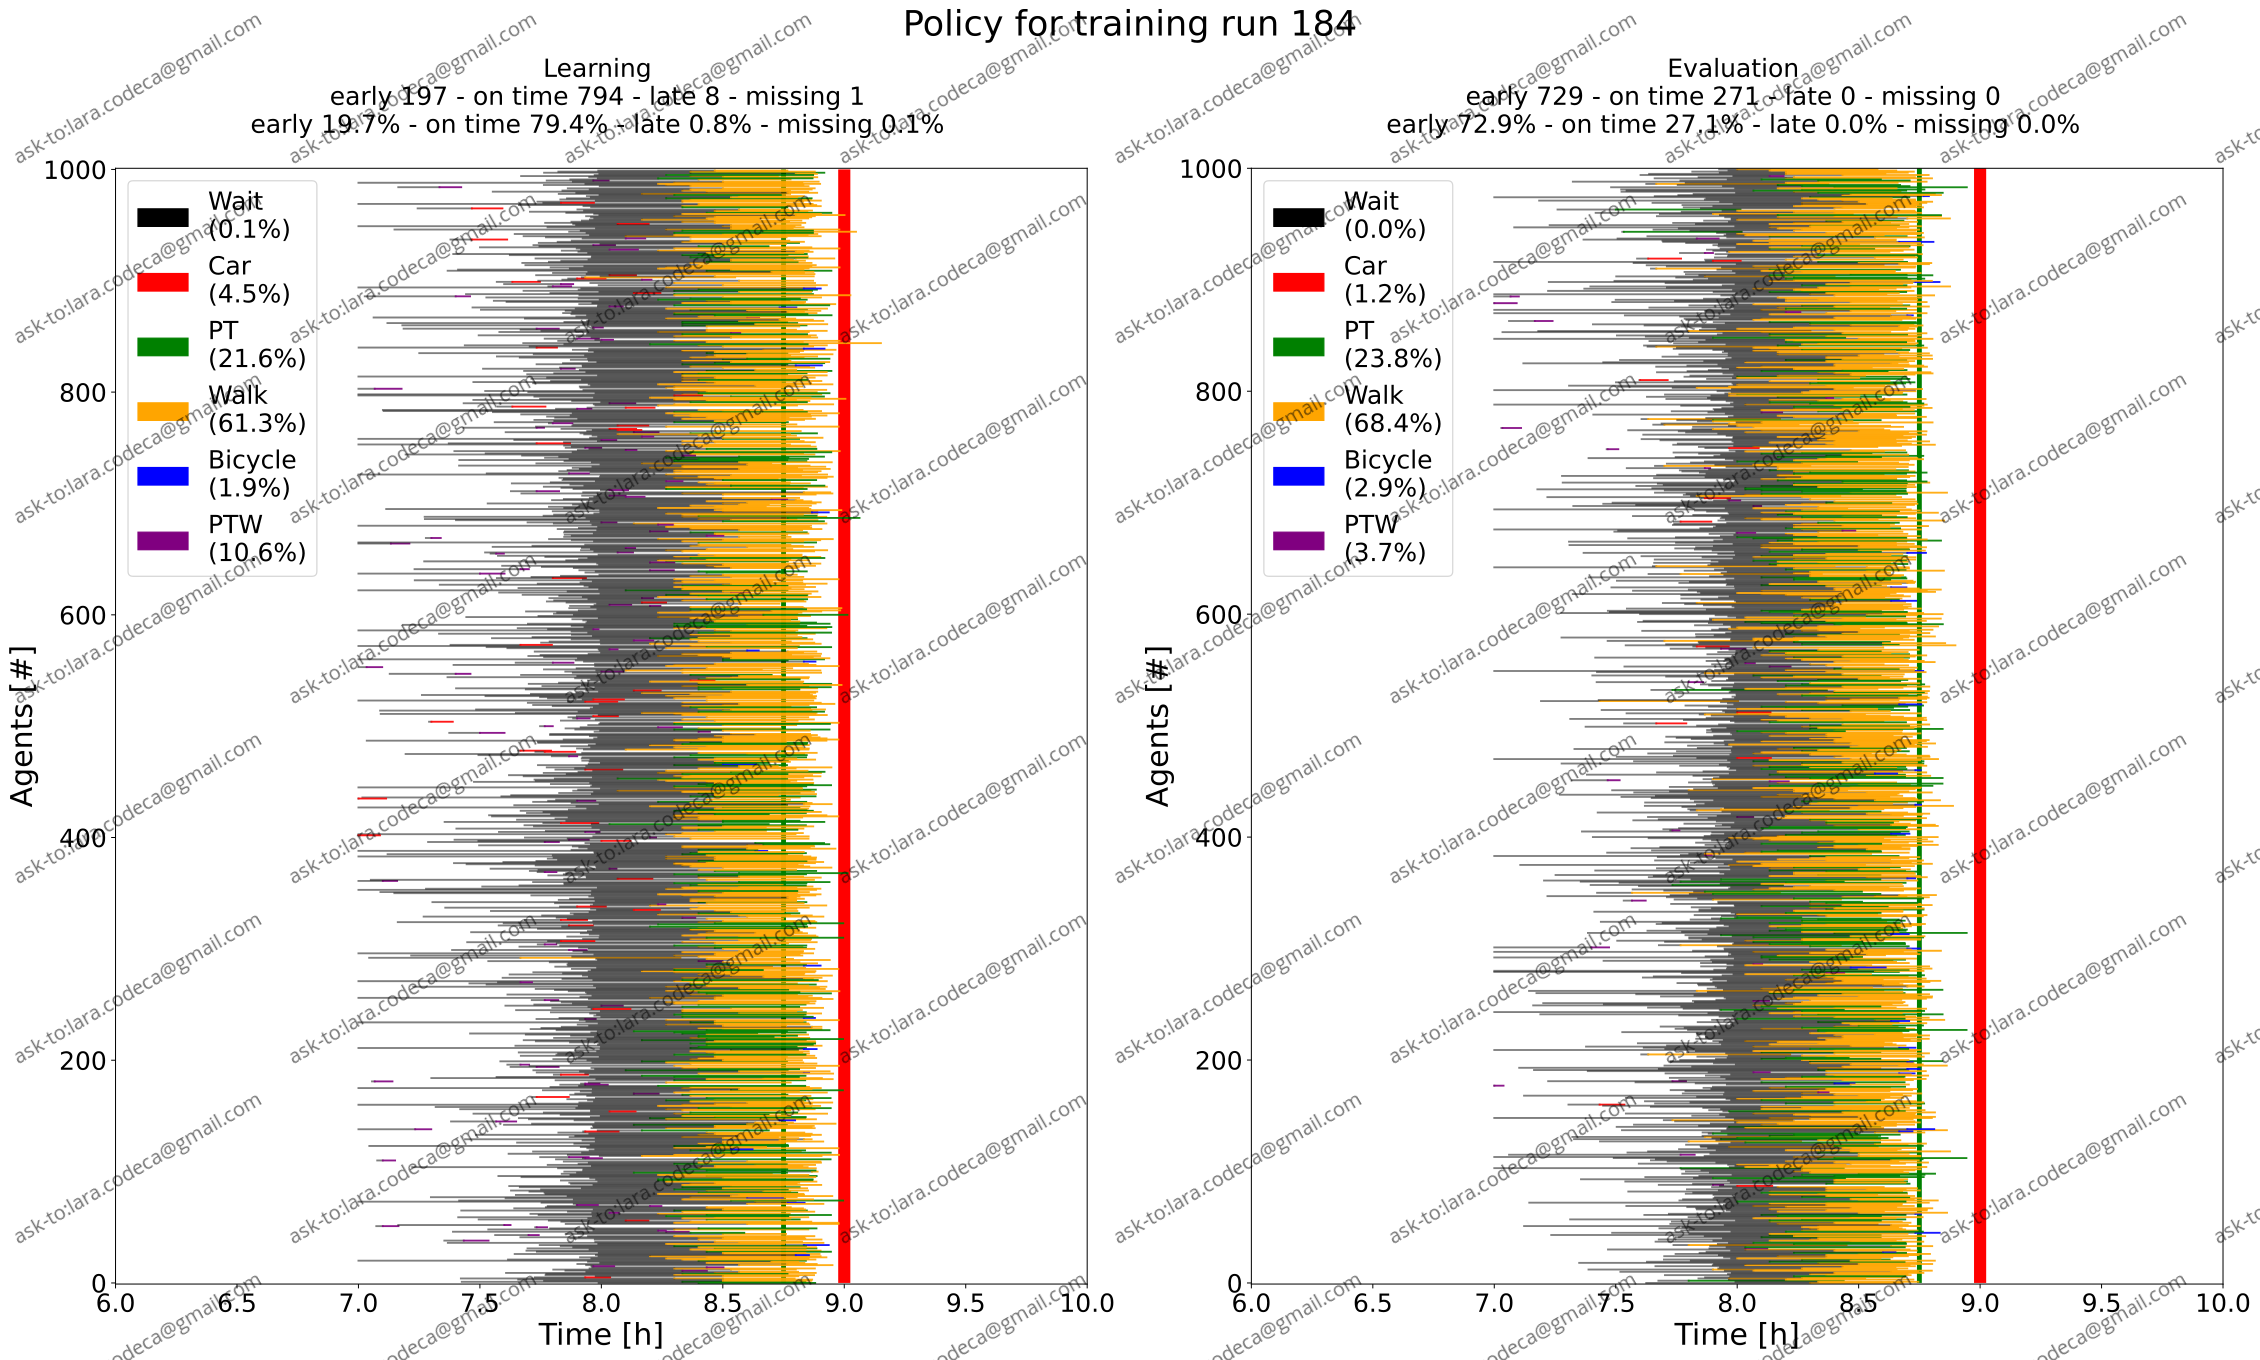 Policy for training run 184
Learning
early 197 - on time 794 - late 8 - missing 1
early 19.7% - on time 79.4% - late 0.8% - missing 0.1%
1000
800
600
400
200
0
Agents [#]
Wait
(0.1%)
Car
(4.5%)
PT
(21.6%)
Walk
(61.3%)
Bicycle
(1.9%)
PTW
(10.6%)
6.0 6.5 7.0 7.5 8.0 8.5 9.0 9.5 10.0
Time [h]
Evaluation
early 729 - on time 271 - late 0 - missing 0
early 72.9% - on time 27.1% - late 0.0% - missing 0.0%
1000
800
600
400
200
0
Agents [#]
Wait
(0.0%)
Car
(1.2%)
PT
(23.8%)
Walk
(68.4%)
Bicycle
(2.9%)
PTW
(3.7%)
6.0 6.5 7.0 7.5 8.0 8.5 9.0 9.5 10.0
Time [h]
ask-to:lara.codeca@gmail.com